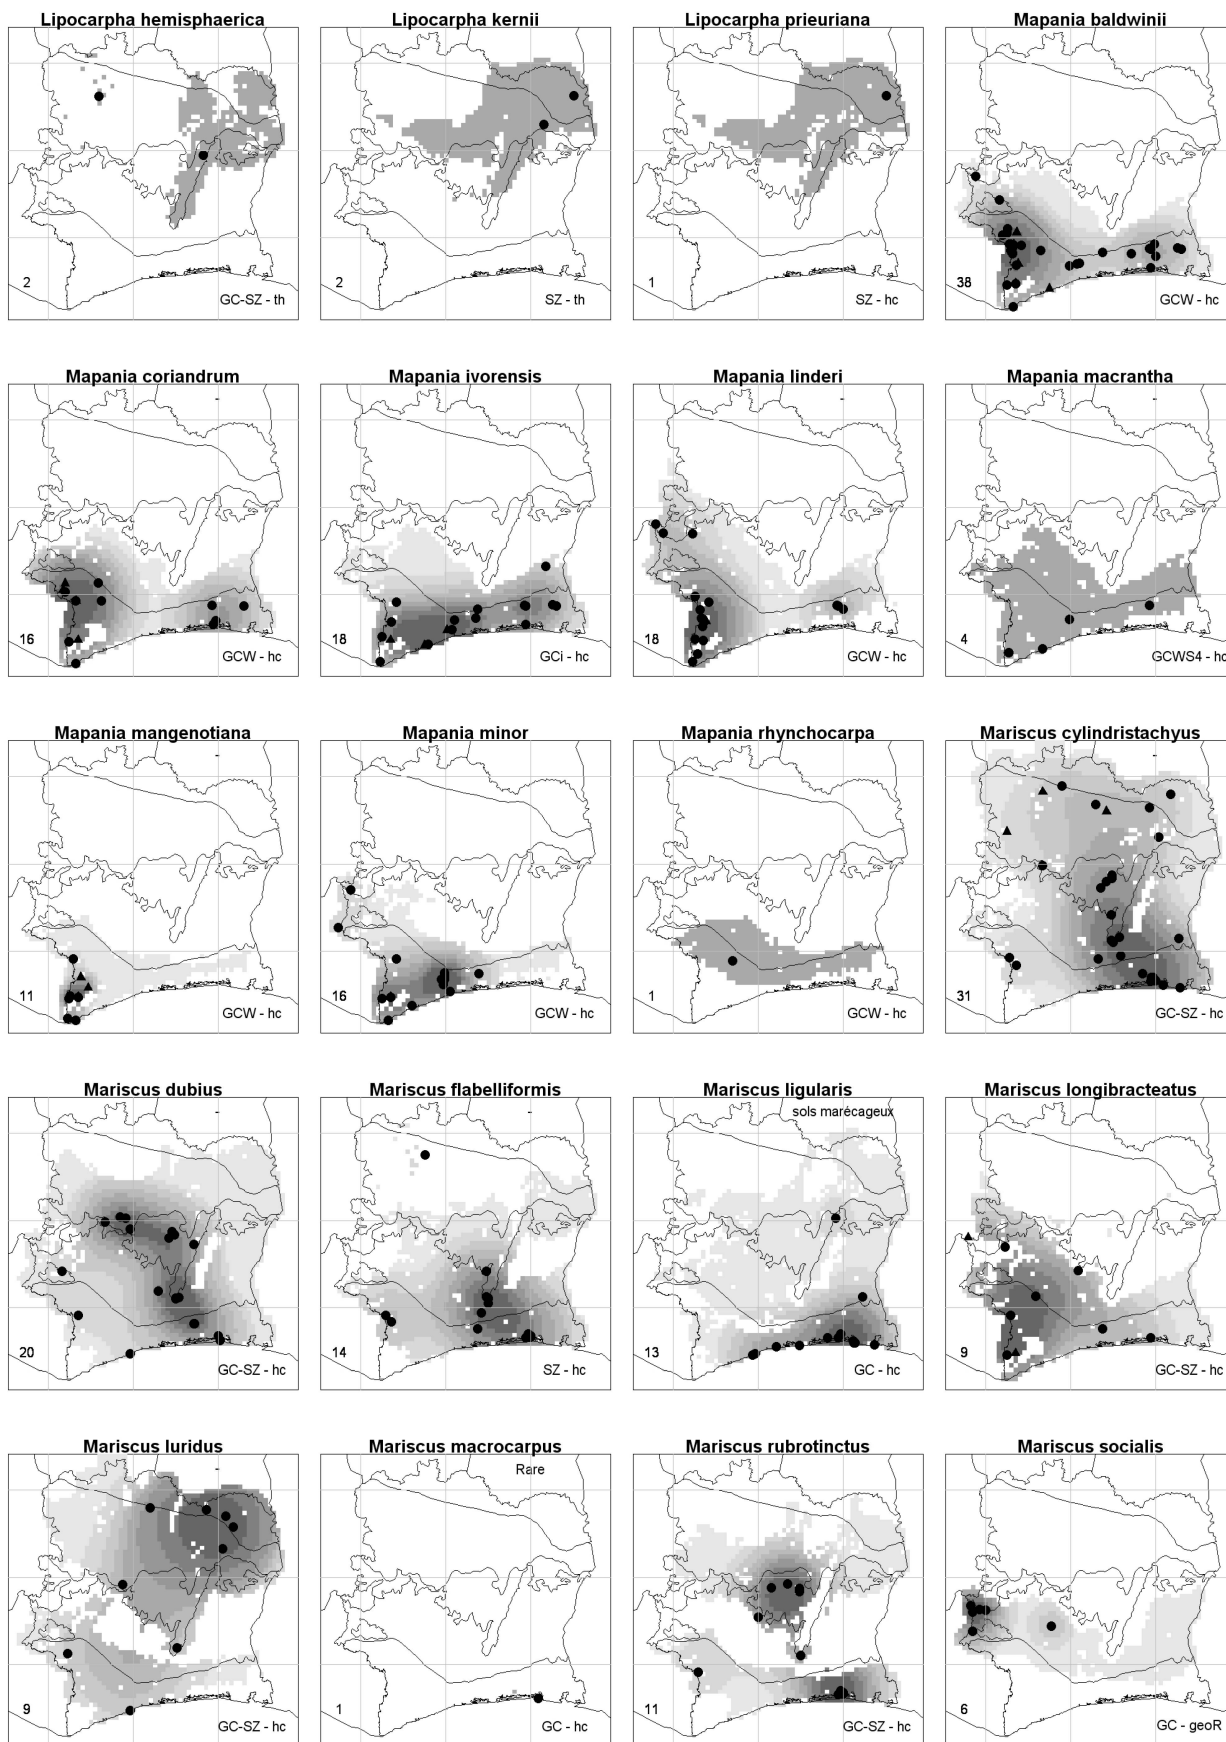 Lipocarpha hemisphaerica
2
GC-SZ - th
Lipocarpha kernii
2
SZ - th
Lipocarpha prieuriana
1
SZ - hc
Mapania baldwinii
38
GCW - hc
Mapania coriandrum
16
GCW - hc
Mapania ivorensis
18
GCi - hc
Mapania linderi
18
GCW - hc
Mapania macrantha
4
GCWS4 - hc
Mapania mangenotiana
11
GCW - hc
Mapania minor
16
GCW - hc
Mapania rhynchocarpa
1
GCW - hc
Mariscus cylindristachyus
31
GC-SZ - hc
Mariscus dubius
20
GC-SZ - hc
Mariscus flabelliformis
14
SZ - hc
Mariscus ligularis
sols marécageux
13
GC - hc
Mariscus longibracteatus
9
GC-SZ - hc
Mariscus luridus
9
GC-SZ - hc
Mariscus macrocarpus
Rare
1
GC - hc
Mariscus rubrotinctus
11
GC-SZ - hc
Mariscus socialis
6
GC - geoR